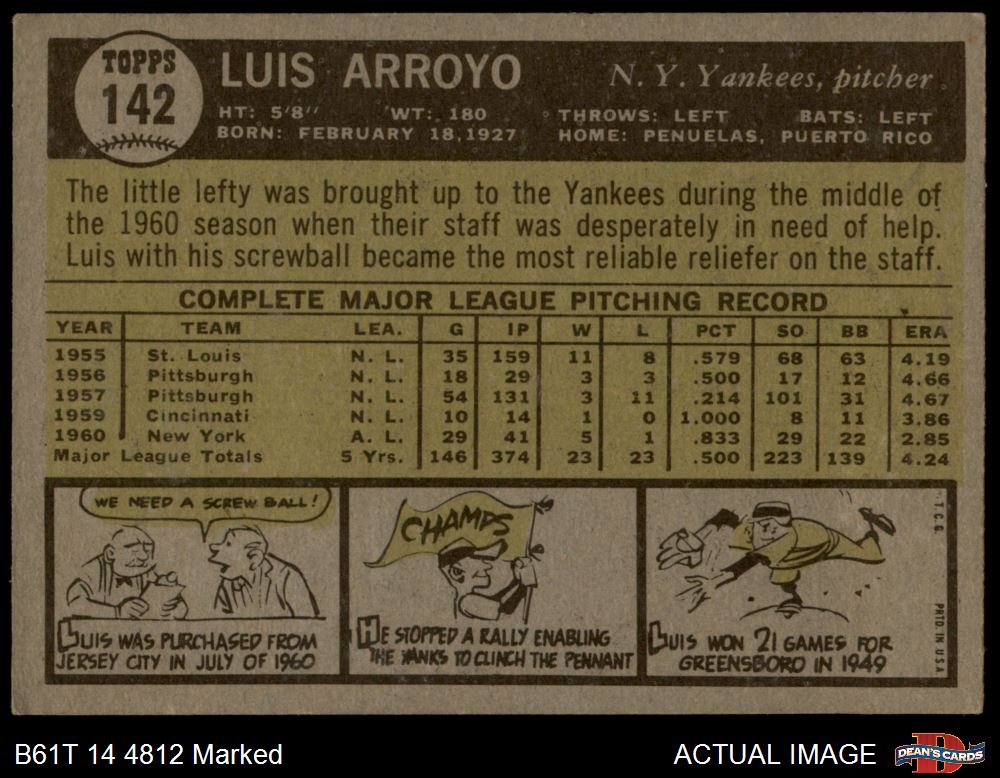 TOPPS
142
LUIS ARROYO
N. Y. Yankees, pitcher
HT: 5'8'' WT: 180 THROWS: LEFT BATS: LEFT
BORN: FEBRUARY 18, 1927 HOME: PENUELAS, PUERTO RICO
The little lefty was brought up to the Yankees during the middle of
the 1960 season when their staff was desperately in need of help.
Luis with his screwball became the most reliable reliefer on the staff.
COMPLETE MAJOR LEAGUE PITCHING RECORD
YEAR TEAM LEA. G IP W L PCT SO BB ERA
1955 St. Louis N. L. 35 159 11 8 .579 68 63 4.19
1956 Pittsburgh N. L. 18 29 3 3 .500 17 12 4.66
1957 Pittsburgh N. L. 54 131 3 11 .214 101 31 4.67
1959 Cincinnati N. L. 10 14 1 0 1.000 8 11 3.86
1960 New York A. L. 29 41 5 1 .833 29 22 2.85
Major League Totals 5 Yrs. 146 374 23 23 .500 223 139 4.24
WE NEED A SCREW BALL!
LUIS WAS PURCHASED FROM
JERSEY CITY IN JULY OF 1960
CHAMPS
HE STOPPED A RALLY ENABLING
THE YANKS TO CLINCH THE PENNANT
LUIS WON 21 GAMES FOR
GREENSBORO IN 1949
T. C. G.
PRTD IN USA
B61T 14 4812 Marked
ACTUAL IMAGE
DEAN'S CARDS